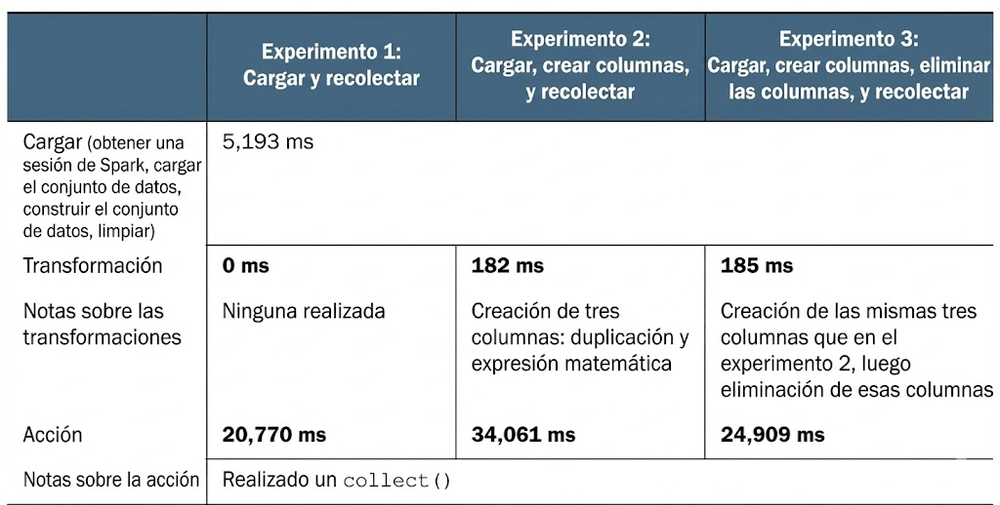 Experimento 1:
Cargar y recolectar
Experimento 2:
Cargar, crear columnas,
y recolectar
Experimento 3:
Cargar, crear columnas, eliminar
las columnas, y recolectar
Cargar (obtener una
sesión de Spark, cargar
el conjunto de datos,
construir el conjunto
de datos, limpiar)
5,193 ms
Transformación
0 ms
182 ms
185 ms
Notas sobre las
transformaciones
Ninguna realizada
Creación de tres
columnas: duplicación y
expresión matemática
Creación de las mismas tres
columnas que en el
experimento 2, luego
eliminación de esas columnas
Acción
20,770 ms
34,061 ms
24,909 ms
Notas sobre la acción
Realizado un collect()